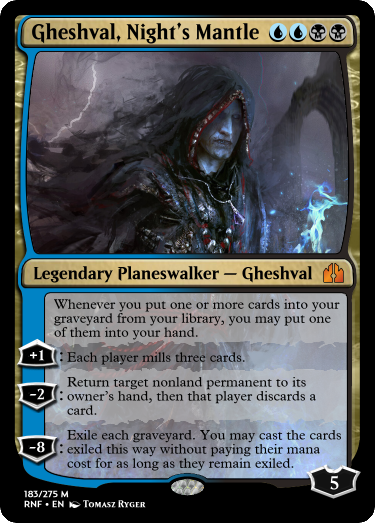 Gheshval, Night's Mantle
Legendary Planeswalker — Gheshval
Whenever you put one or more cards into your
graveyard from your library, you may put one
of them into your hand.
+1: Each player mills three cards.
Return target nonland permanent to its
-2: owner's hand, then that player discards a
card.
Exile each graveyard. You may cast the cards
-8: exiled this way without paying their mana
cost for as long as they remain exiled.
5
183/275 M
RNF • EN Tomasz Ryger